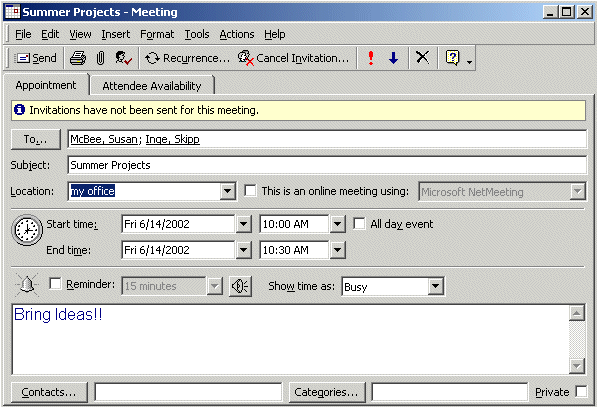 Summer Projects - Meeting
File Edit View Insert Format Tools Actions Help
Send Recurrence... Cancel Invitation...
Appointment Attendee Availability
Invitations have not been sent for this meeting.
To... McBee, Susan; Inge, Skipp
Subject: Summer Projects
Location: my office This is an online meeting using: Microsoft NetMeeting
Start time: Fri 6/14/2002 10:00 AM All day event
End time: Fri 6/14/2002 10:30 AM
Reminder: 15 minutes Show time as: Busy
Bring Ideas!!
Contacts... Categories... Private